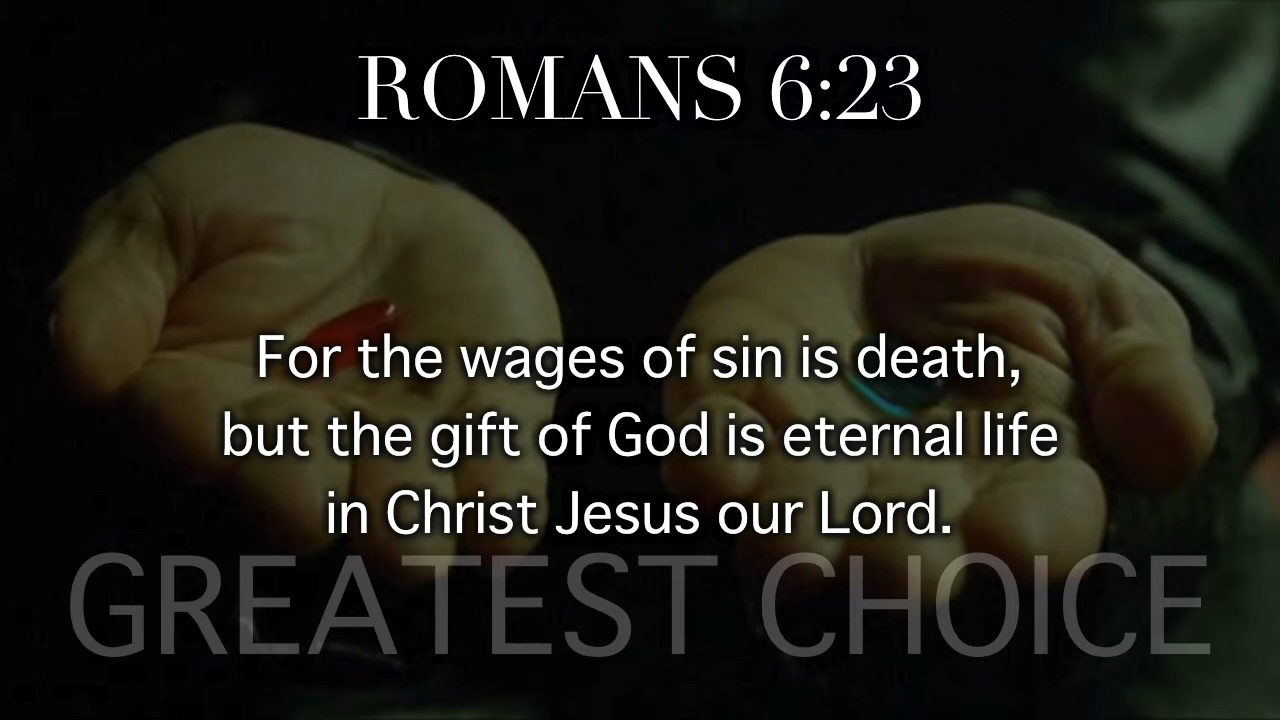 ROMANS 6:23
For the wages of sin is death,
but the gift of God is eternal life
in Christ Jesus our Lord.
GREATEST CHOICE